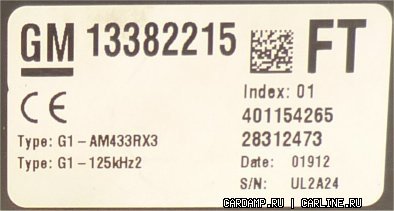 GM 13382215 FT
Index: 01
CE 401154265
Type: G1-AM433RX3 28312473
Type: G1-125kHz2 Date: 01912
S/N: UL2A24
CARDAMP.RU | CARLINE.RU